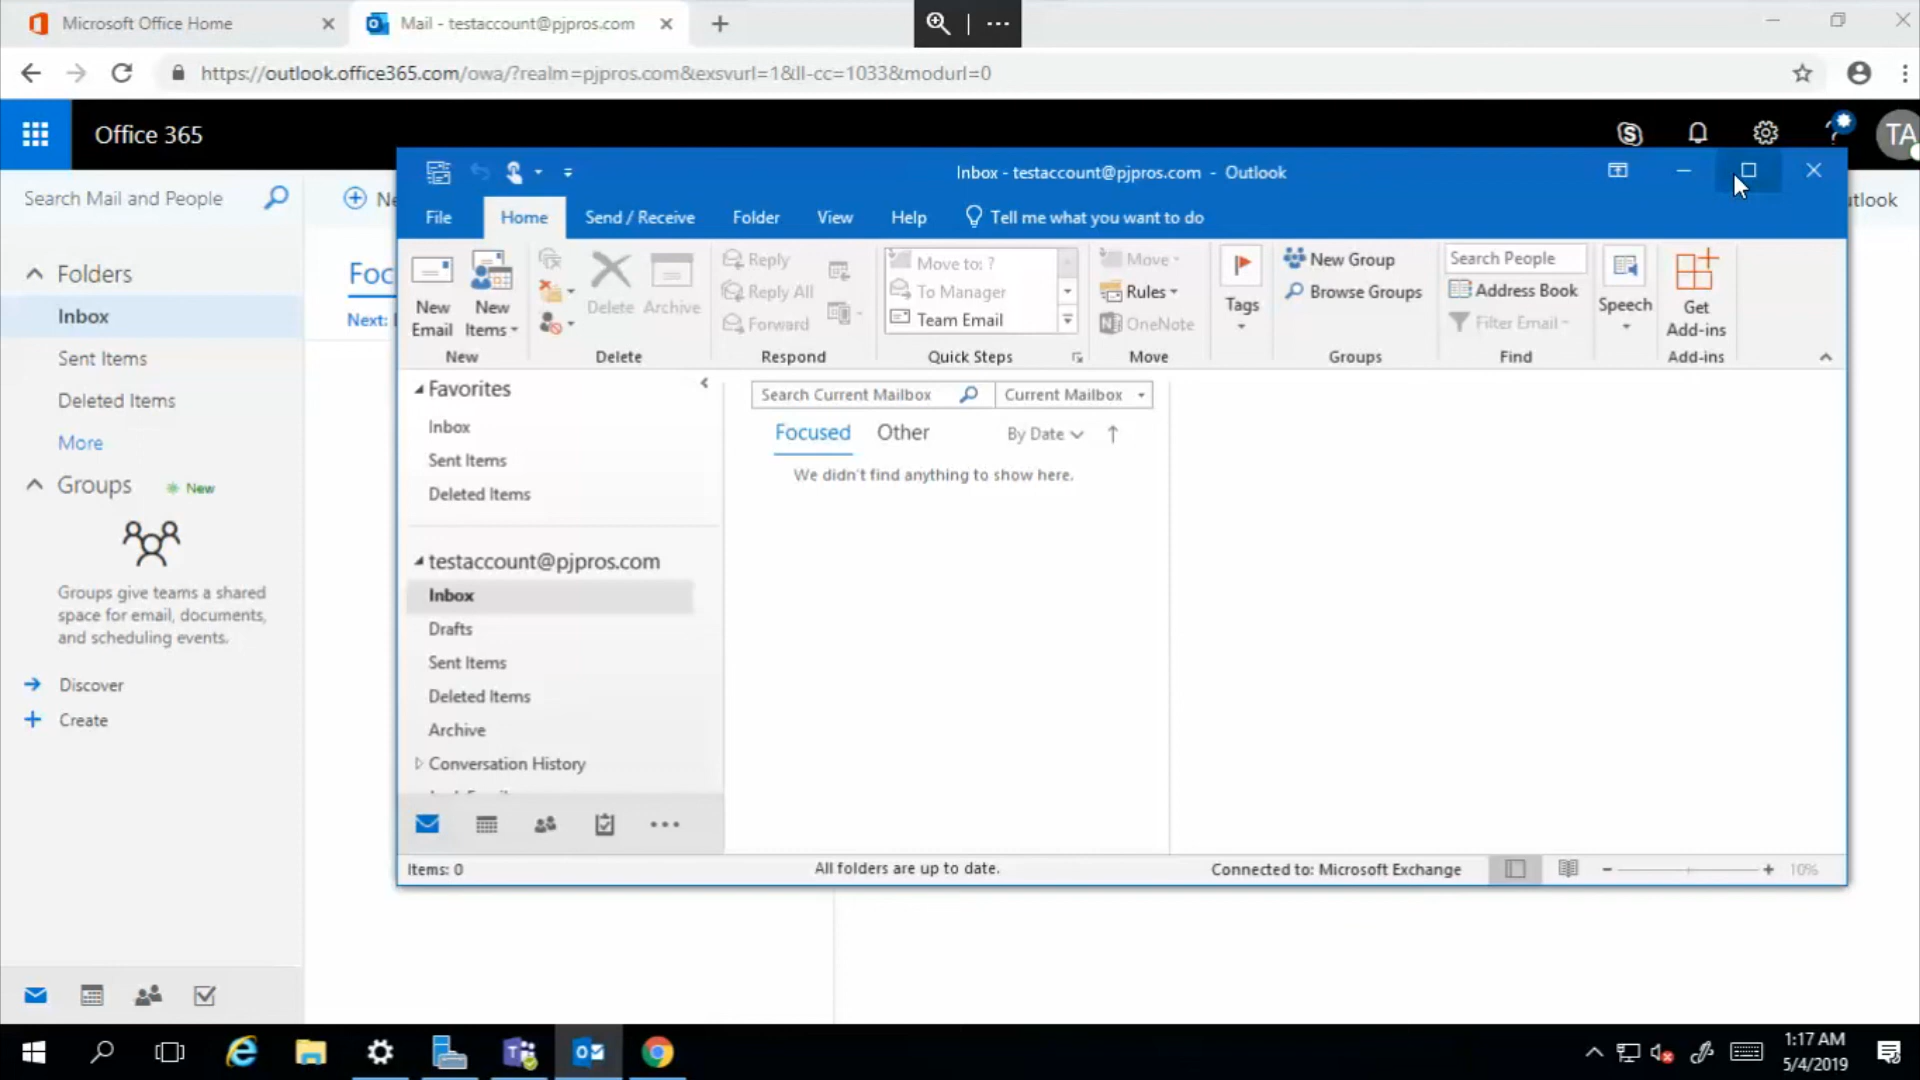 Microsoft Office Home
Mail - testaccount@pjpros.com
https://outlook.office365.com/owa/?realm=pjpros.com&exsvurl=1&ll-cc=1033&modurl=0
Office 365
TA
Search Mail and People
Folders
Inbox
Sent Items
Deleted Items
More
Groups
New
Groups give teams a shared
space for email, documents,
and scheduling events.
Discover
Create
Next:
Inbox - testaccount@pjpros.com - Outlook
File Home Send / Receive Folder View Help Tell me what you want to do
New Email
New Items
New
Delete
Archive
Delete
Reply
Reply All
Forward
Respond
Move to: ?
To Manager
Team Email
Quick Steps
Move
Rules
OneNote
Move
Tags
New Group
Browse Groups
Groups
Search People
Address Book
Filter Email
Find
Speech
Get Add-ins
Add-ins
Favorites
Inbox
Sent Items
Deleted Items
testaccount@pjpros.com
Inbox
Drafts
Sent Items
Deleted Items
Archive
Conversation History
Search Current Mailbox
Current Mailbox
Focused Other By Date
We didn't find anything to show here.
Items: 0
All folders are up to date.
Connected to: Microsoft Exchange
10%
1:17 AM
5/4/2019